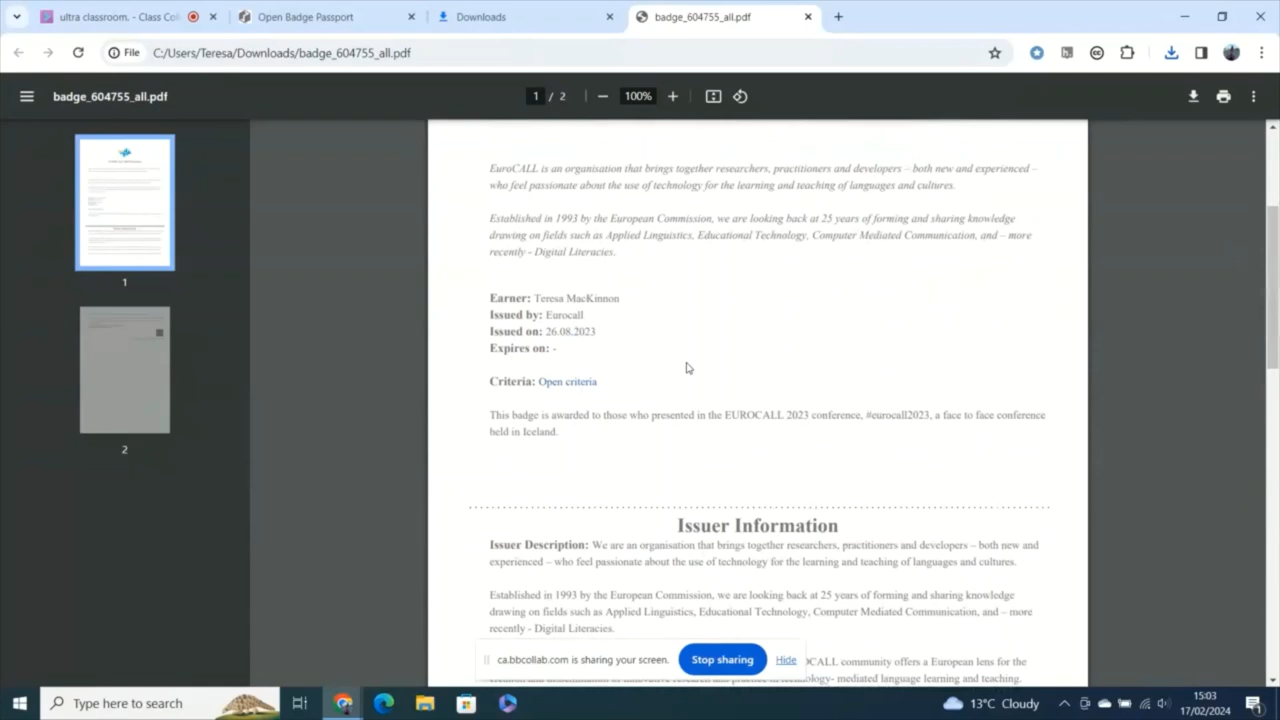 ultra classroom. - Class Col
Open Badge Passport
Downloads
badge_604755_all.pdf
File
C:/Users/Teresa/Downloads/badge_604755_all.pdf
badge_604755_all.pdf
1 / 2
100%
EuroCALL is an organisation that brings together researchers, practitioners and developers – both new and experienced –
who feel passionate about the use of technology for the learning and teaching of languages and cultures.
Established in 1993 by the European Commission, we are looking back at 25 years of forming and sharing knowledge
drawing on fields such as Applied Linguistics, Educational Technology, Computer Mediated Communication, and – more
recently - Digital Literacies.
Earner: Teresa MacKinnon
Issued by: Eurocall
Issued on: 26.08.2023
Expires on: -
Criteria: Open criteria
This badge is awarded to those who presented in the EUROCALL 2023 conference, #eurocall2023, a face to face conference
held in Iceland.
Issuer Information
Issuer Description: We are an organisation that brings together researchers, practitioners and developers – both new and
experienced – who feel passionate about the use of technology for the learning and teaching of languages and cultures.
Established in 1993 by the European Commission, we are looking back at 25 years of forming and sharing knowledge
drawing on fields such as Applied Linguistics, Educational Technology, Computer Mediated Communication, and – more
recently - Digital Literacies.
community offers a European lens for the
mediated language learning and teaching.
ca.bbcollab.com is sharing your screen.
Stop sharing
Hide
1
2
Type here to search
13°C Cloudy
15:03
17/02/2024
1